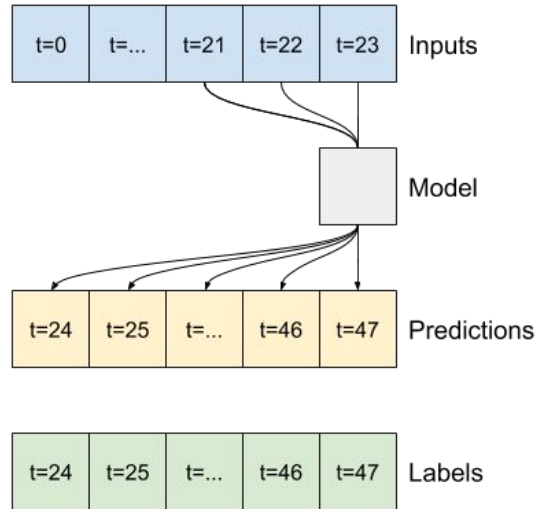 t=0 t=... t=21 t=22 t=23 Inputs
Model
t=24 t=25 t=... t=46 t=47 Predictions
t=24 t=25 t=... t=46 t=47 Labels